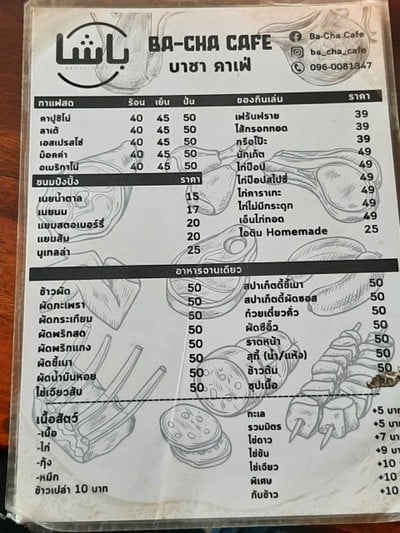 باشا
BA-CHA CAFE
บาชา คาเฟ่
Ba-Cha Cafe
ba_cha_cafe
096-0081347
กาแฟสด ร้อน เย็น ปั่น
คาปูชิโน่ 40 45 50
ลาเต้ 40 45 50
เอสเปรสโซ่ 40 45 50
ม็อคค่า 40 45 50
อเมริกาโน่ 40 45 50
ขนมปังปิ้ง ราคา
เนยน้ำตาล 15
เนยนม 17
แยมสตอเบอร์รี่ 20
แยมส้ม 20
นูเทลล่า 25
ของกินเล่น ราคา
เฟร้นฟราย 39
ไส้กรอกทอด 39
กรือโป๊ะ 39
นักเก็ต 49
ไก่ป๊อป 49
ไก่ป๊อปสไปซี่ 49
ไก่คาราเกะ 49
ไก่ไม่มีกระดูก 49
เอ็นไก่ทอด 49
ไอติม Homemade 25
อาหารจานเดียว
ข้าวผัด 50
ผัดกะเพรา 50
ผัดกระเทียม 50
ผัดพริกสด 50
ผัดพริกแกง 50
ผัดขี้เมา 50
ผัดน้ำมันหอย 50
ไข่เจียวสับ 50
สปาเก็ตตี้ขี้เมา 50
สปาเก็ตตี้ผัดซอส 50
ก๋วยเตี๋ยวคั่ว 50
ผัดซีอิ้ว 50
ราดหน้า 50
สุกี้ (น้ำ/แห้ง) 50
ข้าวต้ม 50
ซุปเนื้อ
เนื้อสัตว์
-เนื้อ
-ไก่
-กุ้ง
-หมึก
ข้าวเปล่า 10 บาท
ทะเล +5 บา
รวมมิตร +5
ไข่ดาว +7 บ
ไข่ข้น +9
ไข่เจียว +10
พิเศษ +10
กับข้าว +10